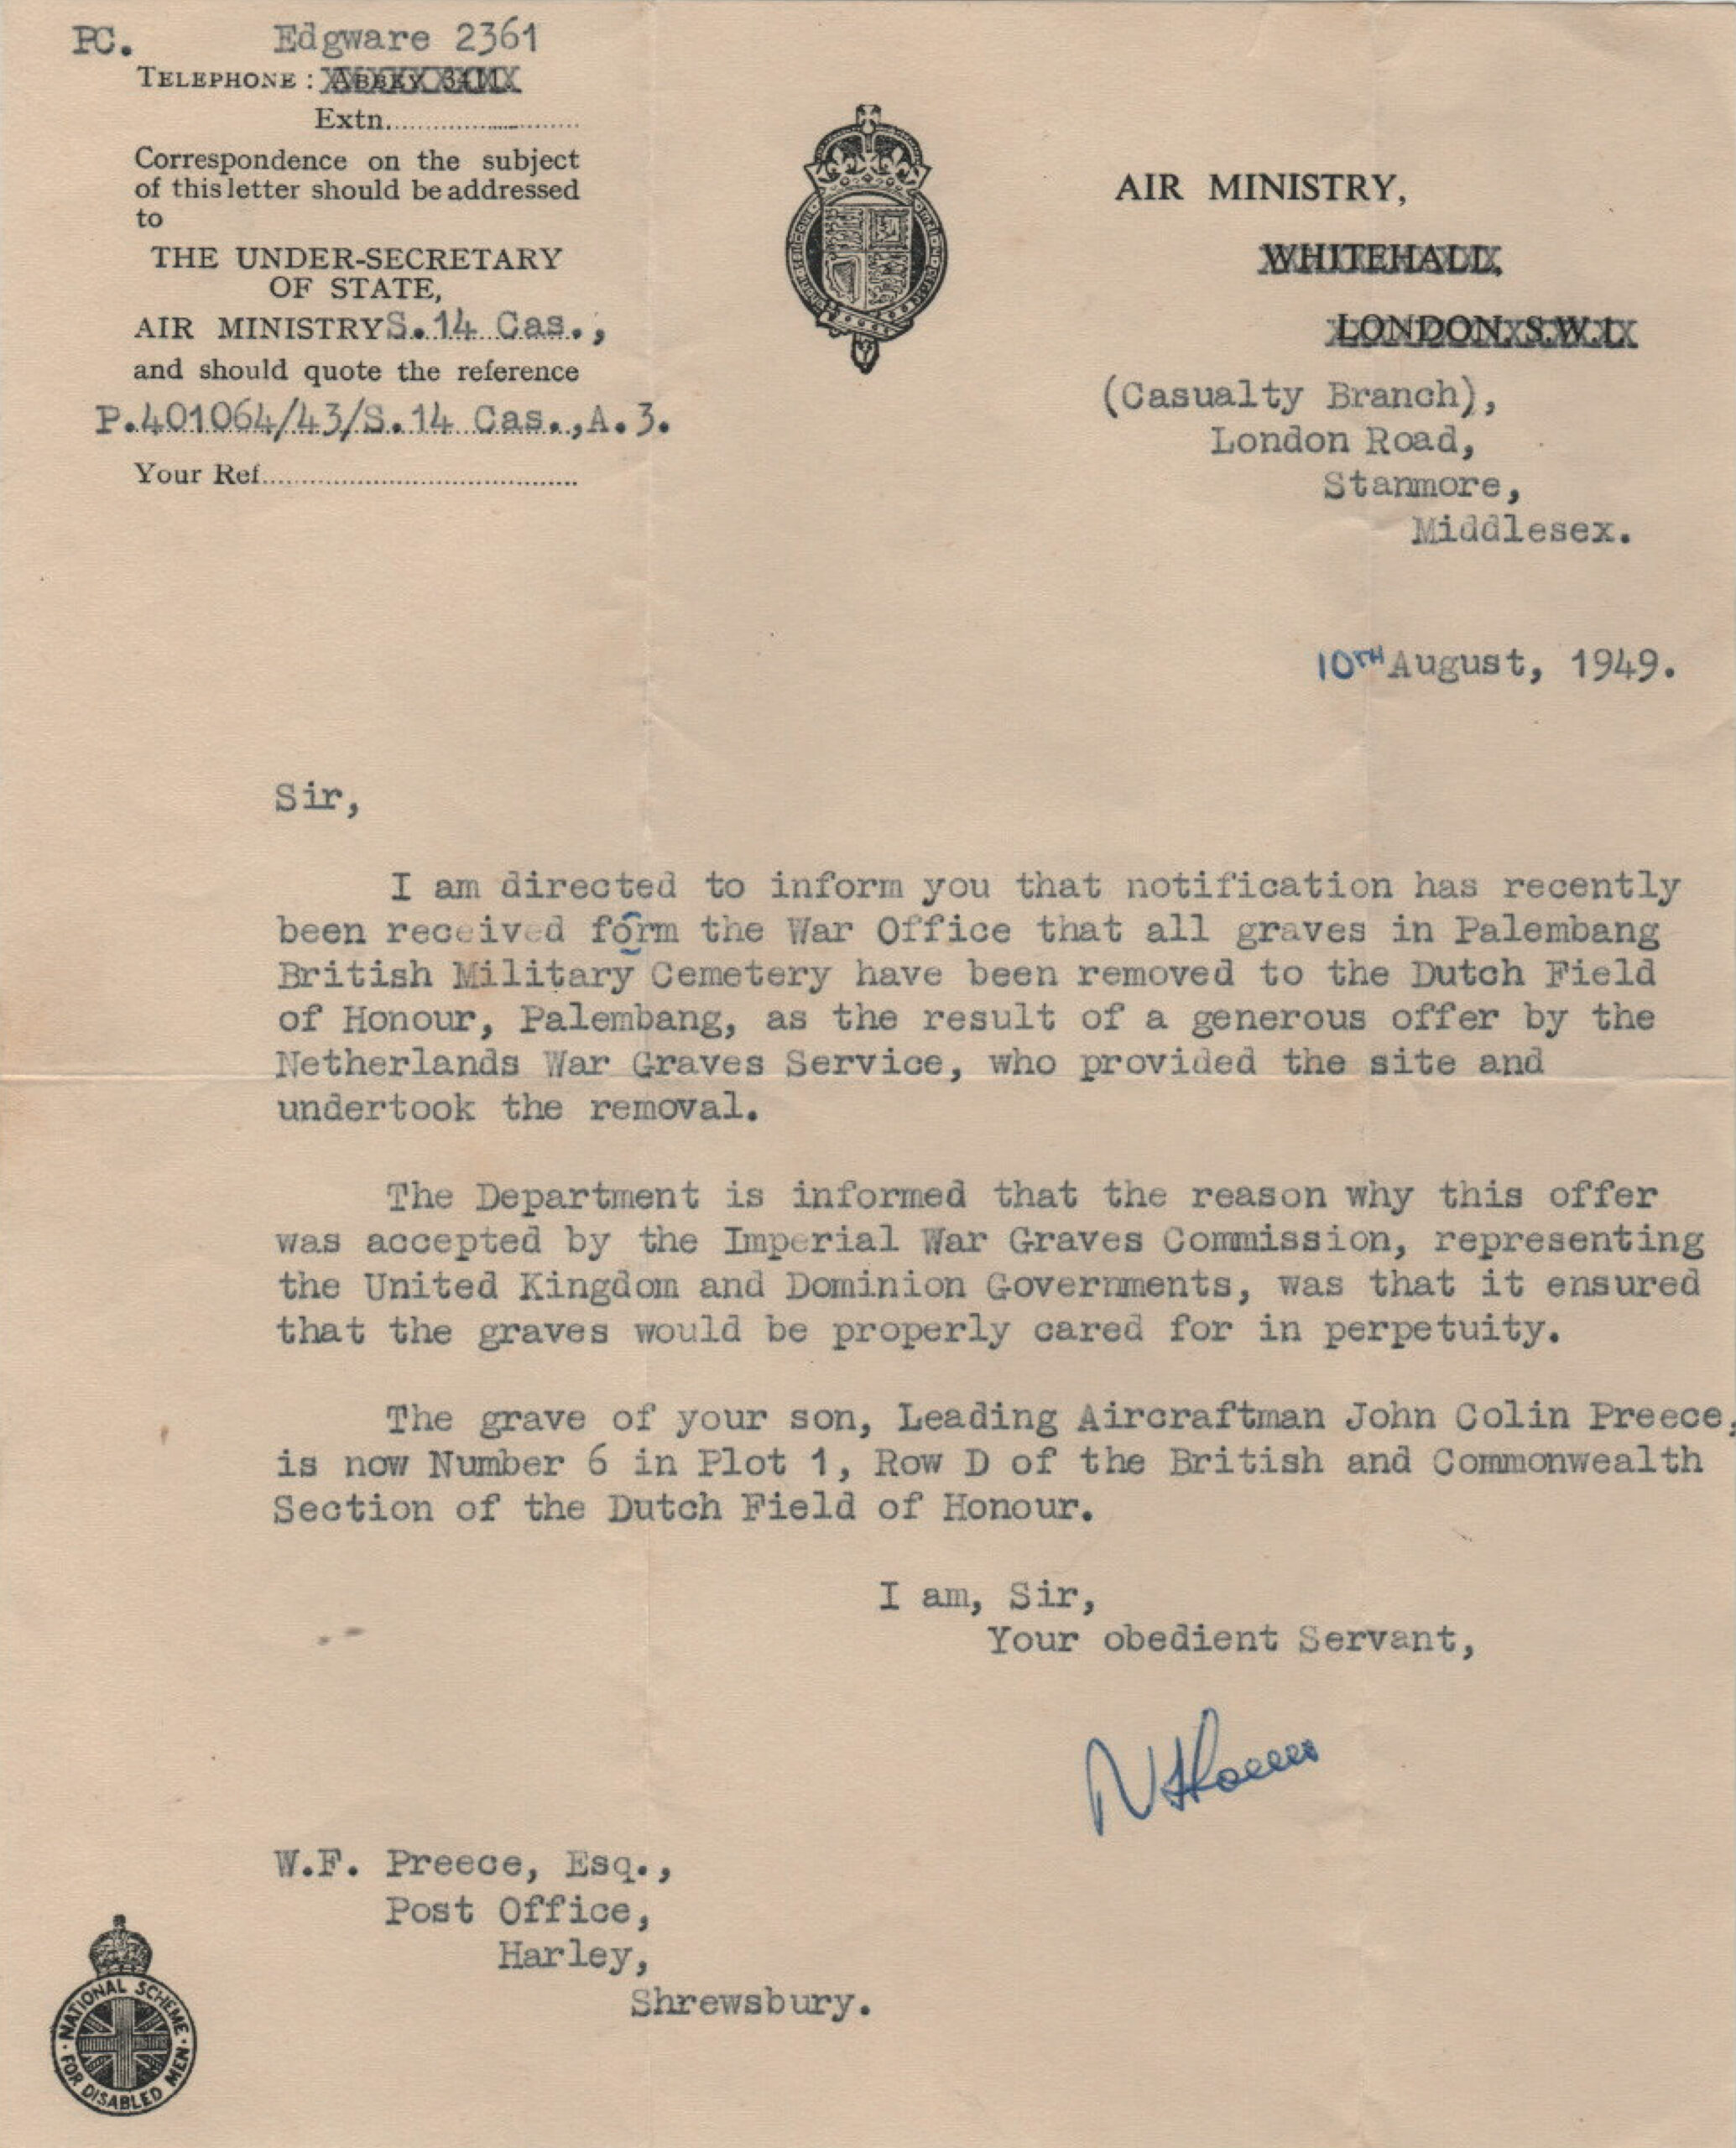 PC. Edgware 2361
TELEPHONE: ABBEY 3411
Extn.
Correspondence on the subject
of this letter should be addressed
to
THE UNDER-SECRETARY
OF STATE,
AIR MINISTRY S.14 Cas.,
and should quote the reference
P.401064/43/S.14 Cas.,A.3.
Your Ref.
AIR MINISTRY,
WHITEHALL,
LONDON, S.W.1.
(Casualty Branch),
London Road,
Stanmore,
Middlesex.
10TH August, 1949.
Sir,
I am directed to inform you that notification has recently
been received form the War Office that all graves in Palembang
British Military Cemetery have been removed to the Dutch Field
of Honour, Palembang, as the result of a generous offer by the
Netherlands War Graves Service, who provided the site and
undertook the removal.
The Department is informed that the reason why this offer
was accepted by the Imperial War Graves Commission, representing
the United Kingdom and Dominion Governments, was that it ensured
that the graves would be properly cared for in perpetuity.
The grave of your son, Leading Aircraftman John Colin Preece,
is now Number 6 in Plot 1, Row D of the British and Commonwealth
Section of the Dutch Field of Honour.
I am, Sir,
Your obedient Servant,
W.F. Preece, Esq.,
Post Office,
Harley,
Shrewsbury.
NATIONAL SCHEME
FOR DISABLED MEN